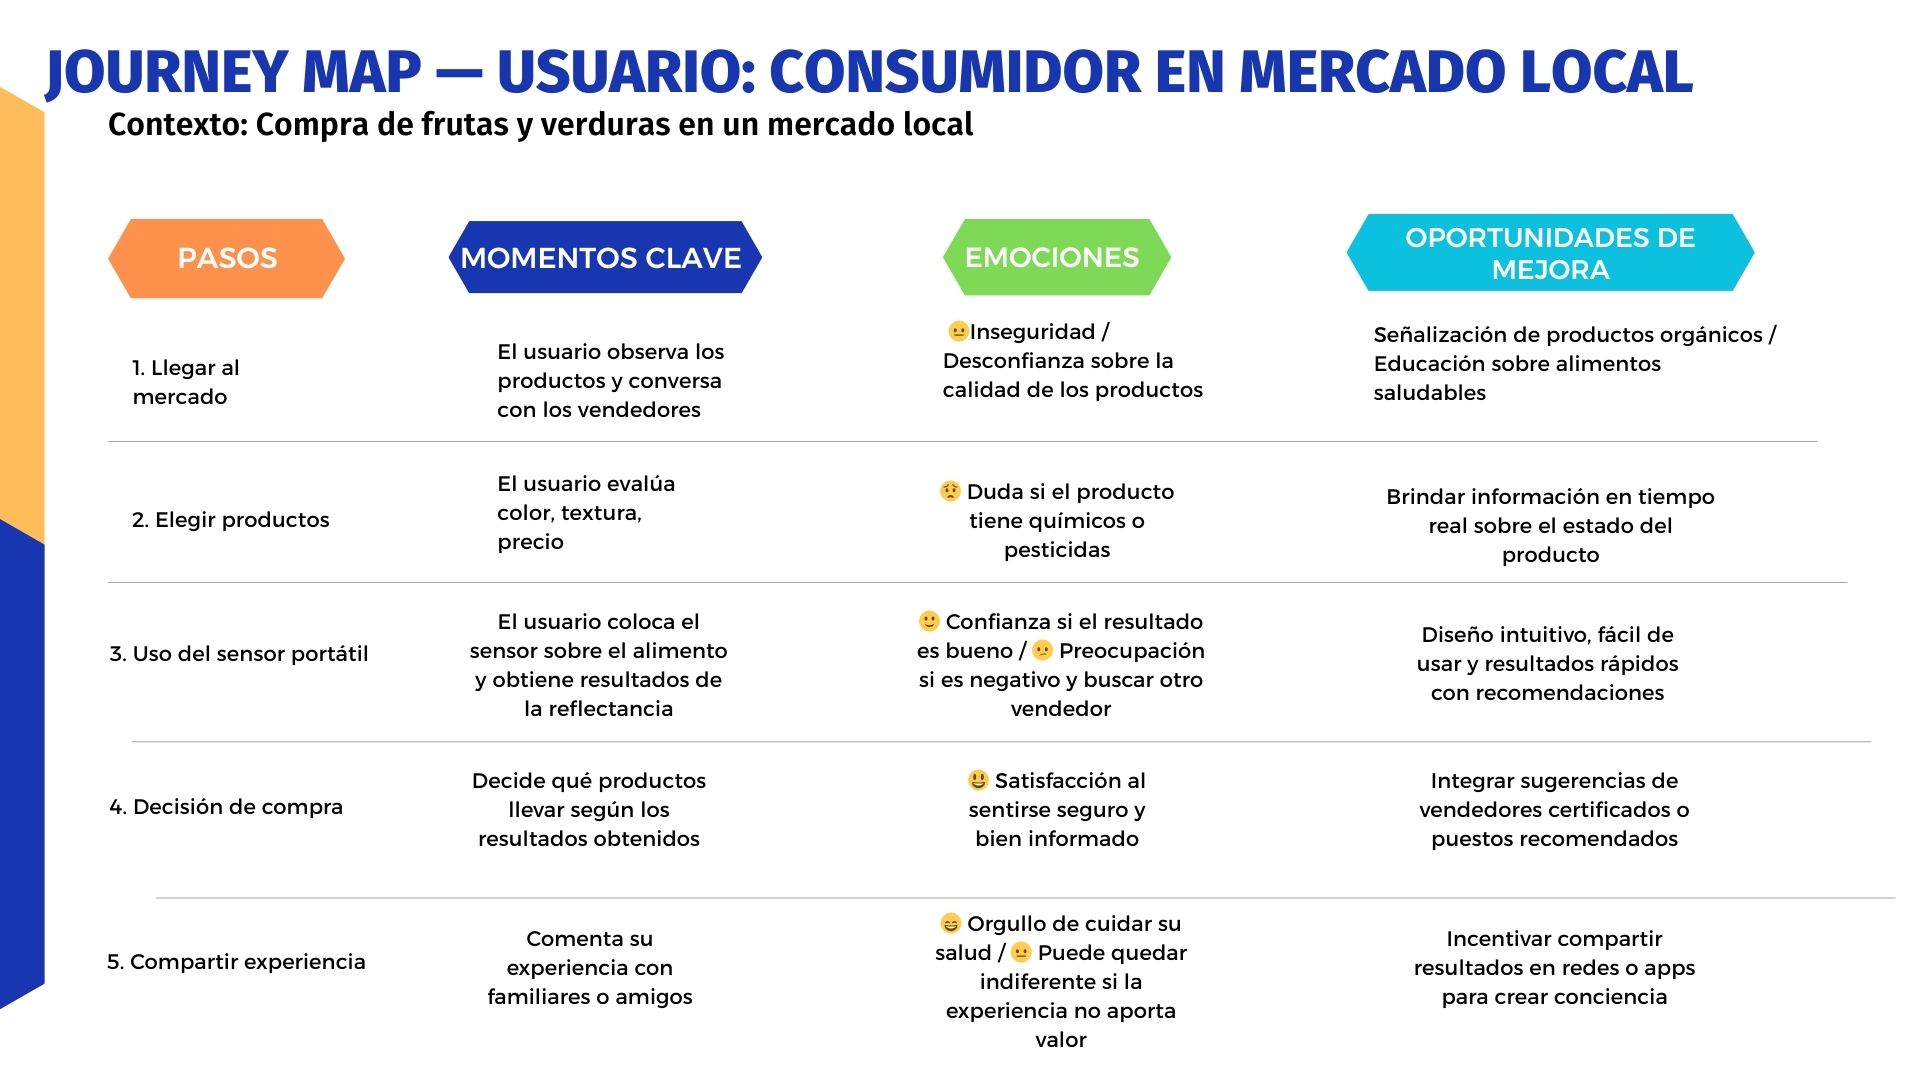 JOURNEY MAP — USUARIO: CONSUMIDOR EN MERCADO LOCAL
Contexto: Compra de frutas y verduras en un mercado local
PASOS
MOMENTOS CLAVE
EMOCIONES
OPORTUNIDADES DE
MEJORA
1. Llegar al
mercado
El usuario observa los
productos y conversa
con los vendedores
😐Inseguridad /
Desconfianza sobre la
calidad de los productos
Señalización de productos orgánicos /
Educación sobre alimentos
saludables
2. Elegir productos
El usuario evalúa
color, textura,
precio
😟 Duda si el producto
tiene químicos o
pesticidas
Brindar información en tiempo
real sobre el estado del
producto
3. Uso del sensor portátil
El usuario coloca el
sensor sobre el alimento
y obtiene resultados de
la reflectancia
🙂 Confianza si el resultado
es bueno / 🫤 Preocupación
si es negativo y buscar otro
vendedor
Diseño intuitivo, fácil de
usar y resultados rápidos
con recomendaciones
4. Decisión de compra
Decide qué productos
llevar según los
resultados obtenidos
😃 Satisfacción al
sentirse seguro y
bien informado
Integrar sugerencias de
vendedores certificados o
puestos recomendados
5. Compartir experiencia
Comenta su
experiencia con
familiares o amigos
😄 Orgullo de cuidar su
salud / 😐 Puede quedar
indiferente si la
experiencia no aporta
valor
Incentivar compartir
resultados en redes o apps
para crear conciencia